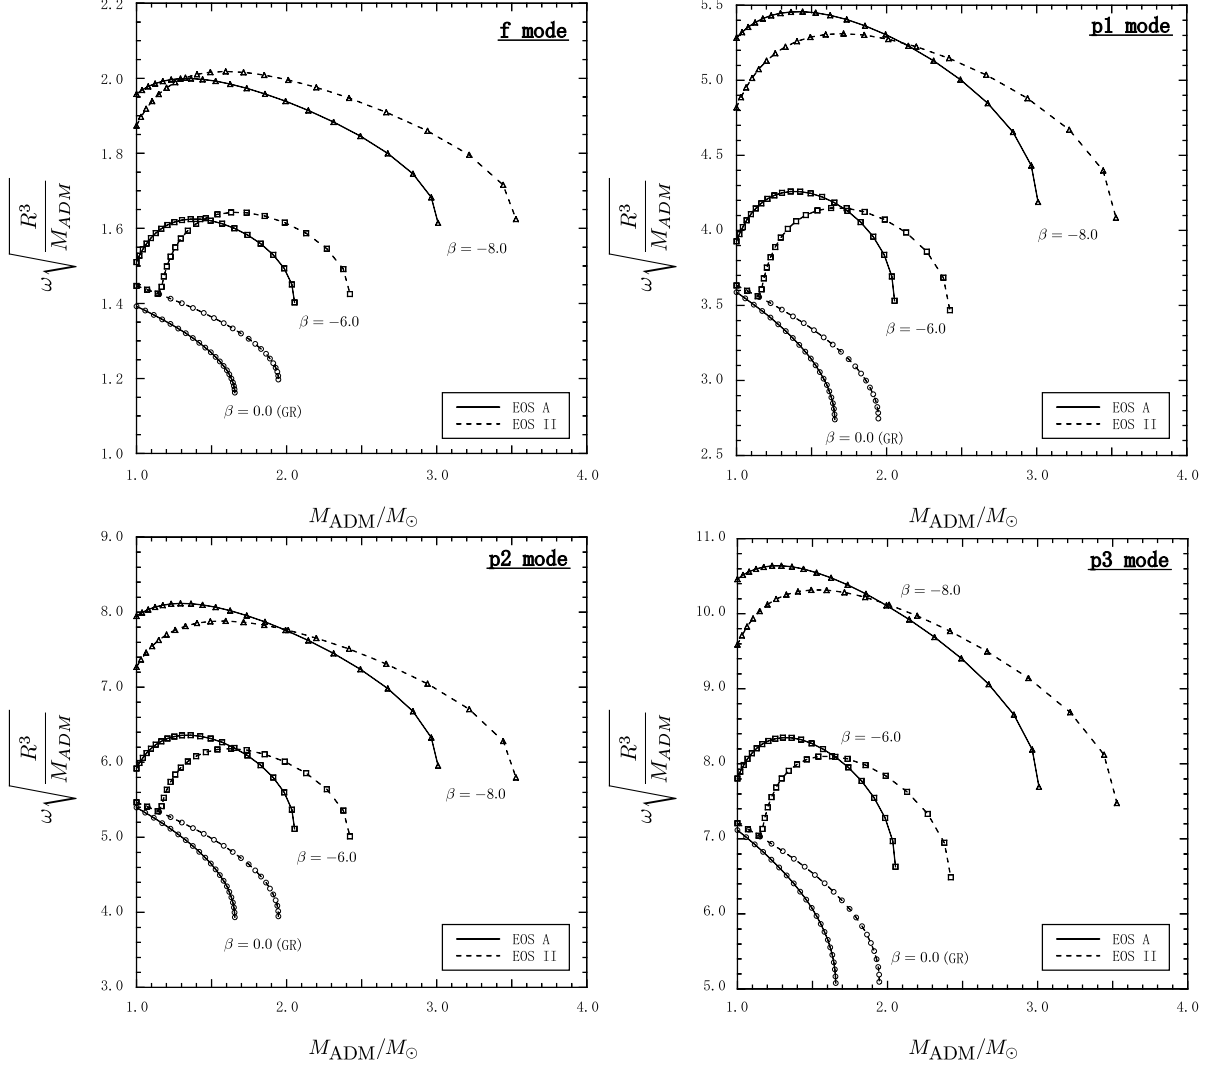 f mode
2.2
2.0
1.8
1.6
1.4
1.2
1.0
ω√(R³/M_ADM)
β = −8.0
β = −6.0
β = 0.0 (GR)
EOS A
EOS II
1.0 2.0 3.0 4.0
M_ADM/M_⊙
p1 mode
5.5
5.0
4.5
4.0
3.5
3.0
2.5
ω√(R³/M_ADM)
β = −8.0
β = −6.0
β = 0.0 (GR)
EOS A
EOS II
1.0 2.0 3.0 4.0
M_ADM/M_⊙
p2 mode
9.0
8.0
7.0
6.0
5.0
4.0
3.0
ω√(R³/M_ADM)
β = −8.0
β = −6.0
β = 0.0 (GR)
EOS A
EOS II
1.0 2.0 3.0 4.0
M_ADM/M_⊙
p3 mode
11.0
10.0
9.0
8.0
7.0
6.0
5.0
ω√(R³/M_ADM)
β = −8.0
β = −6.0
β = 0.0 (GR)
EOS A
EOS II
1.0 2.0 3.0 4.0
M_ADM/M_⊙